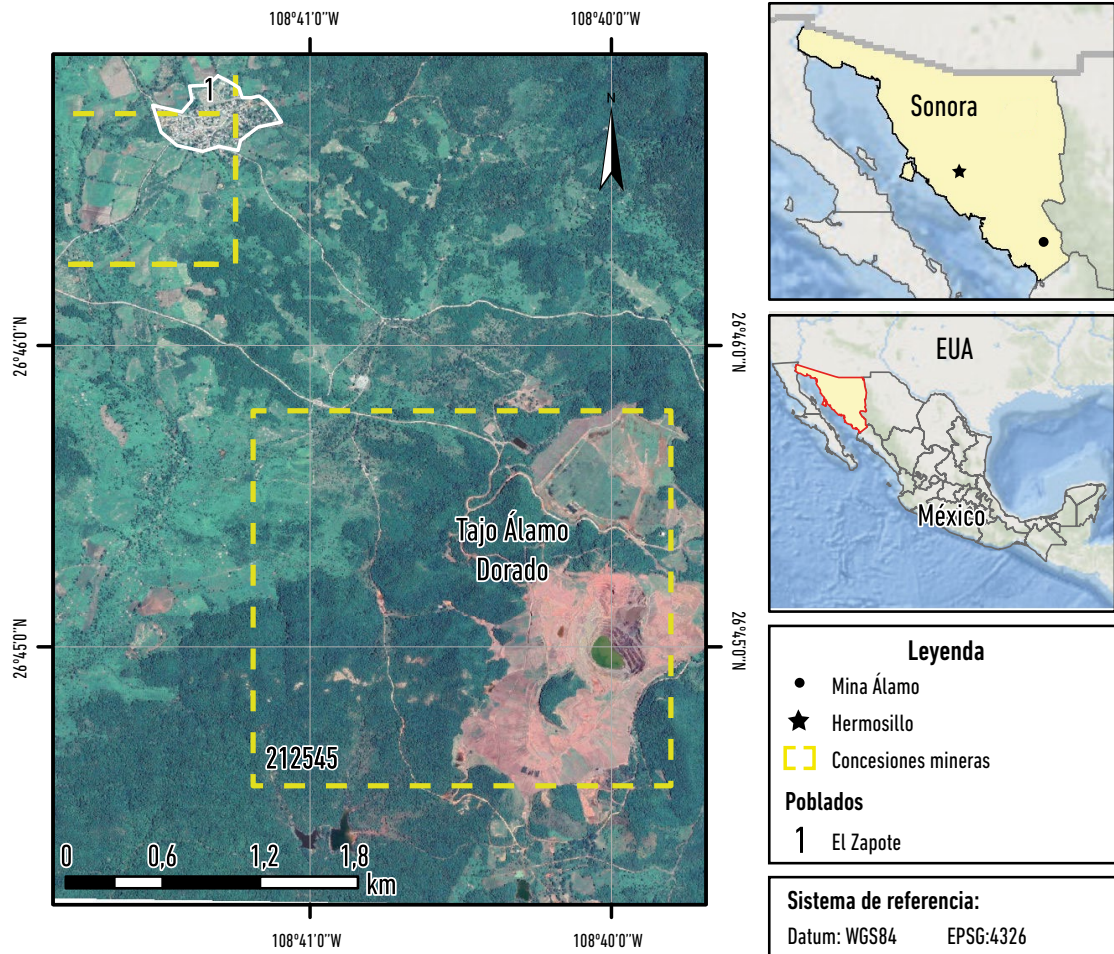 108°41'0"W
108°40'0"W
1
N
26°46'0"N
26°46'0"N
Tajo Álamo
Dorado
26°45'0"N
26°45'0"N
212545
0
0,6
1,2
1,8
km
108°41'0"W
108°40'0"W
Sonora
EUA
México
Leyenda
Mina Álamo
Hermosillo
Concesiones mineras
Poblados
1 El Zapote
Sistema de referencia:
Datum: WGS84 EPSG:4326